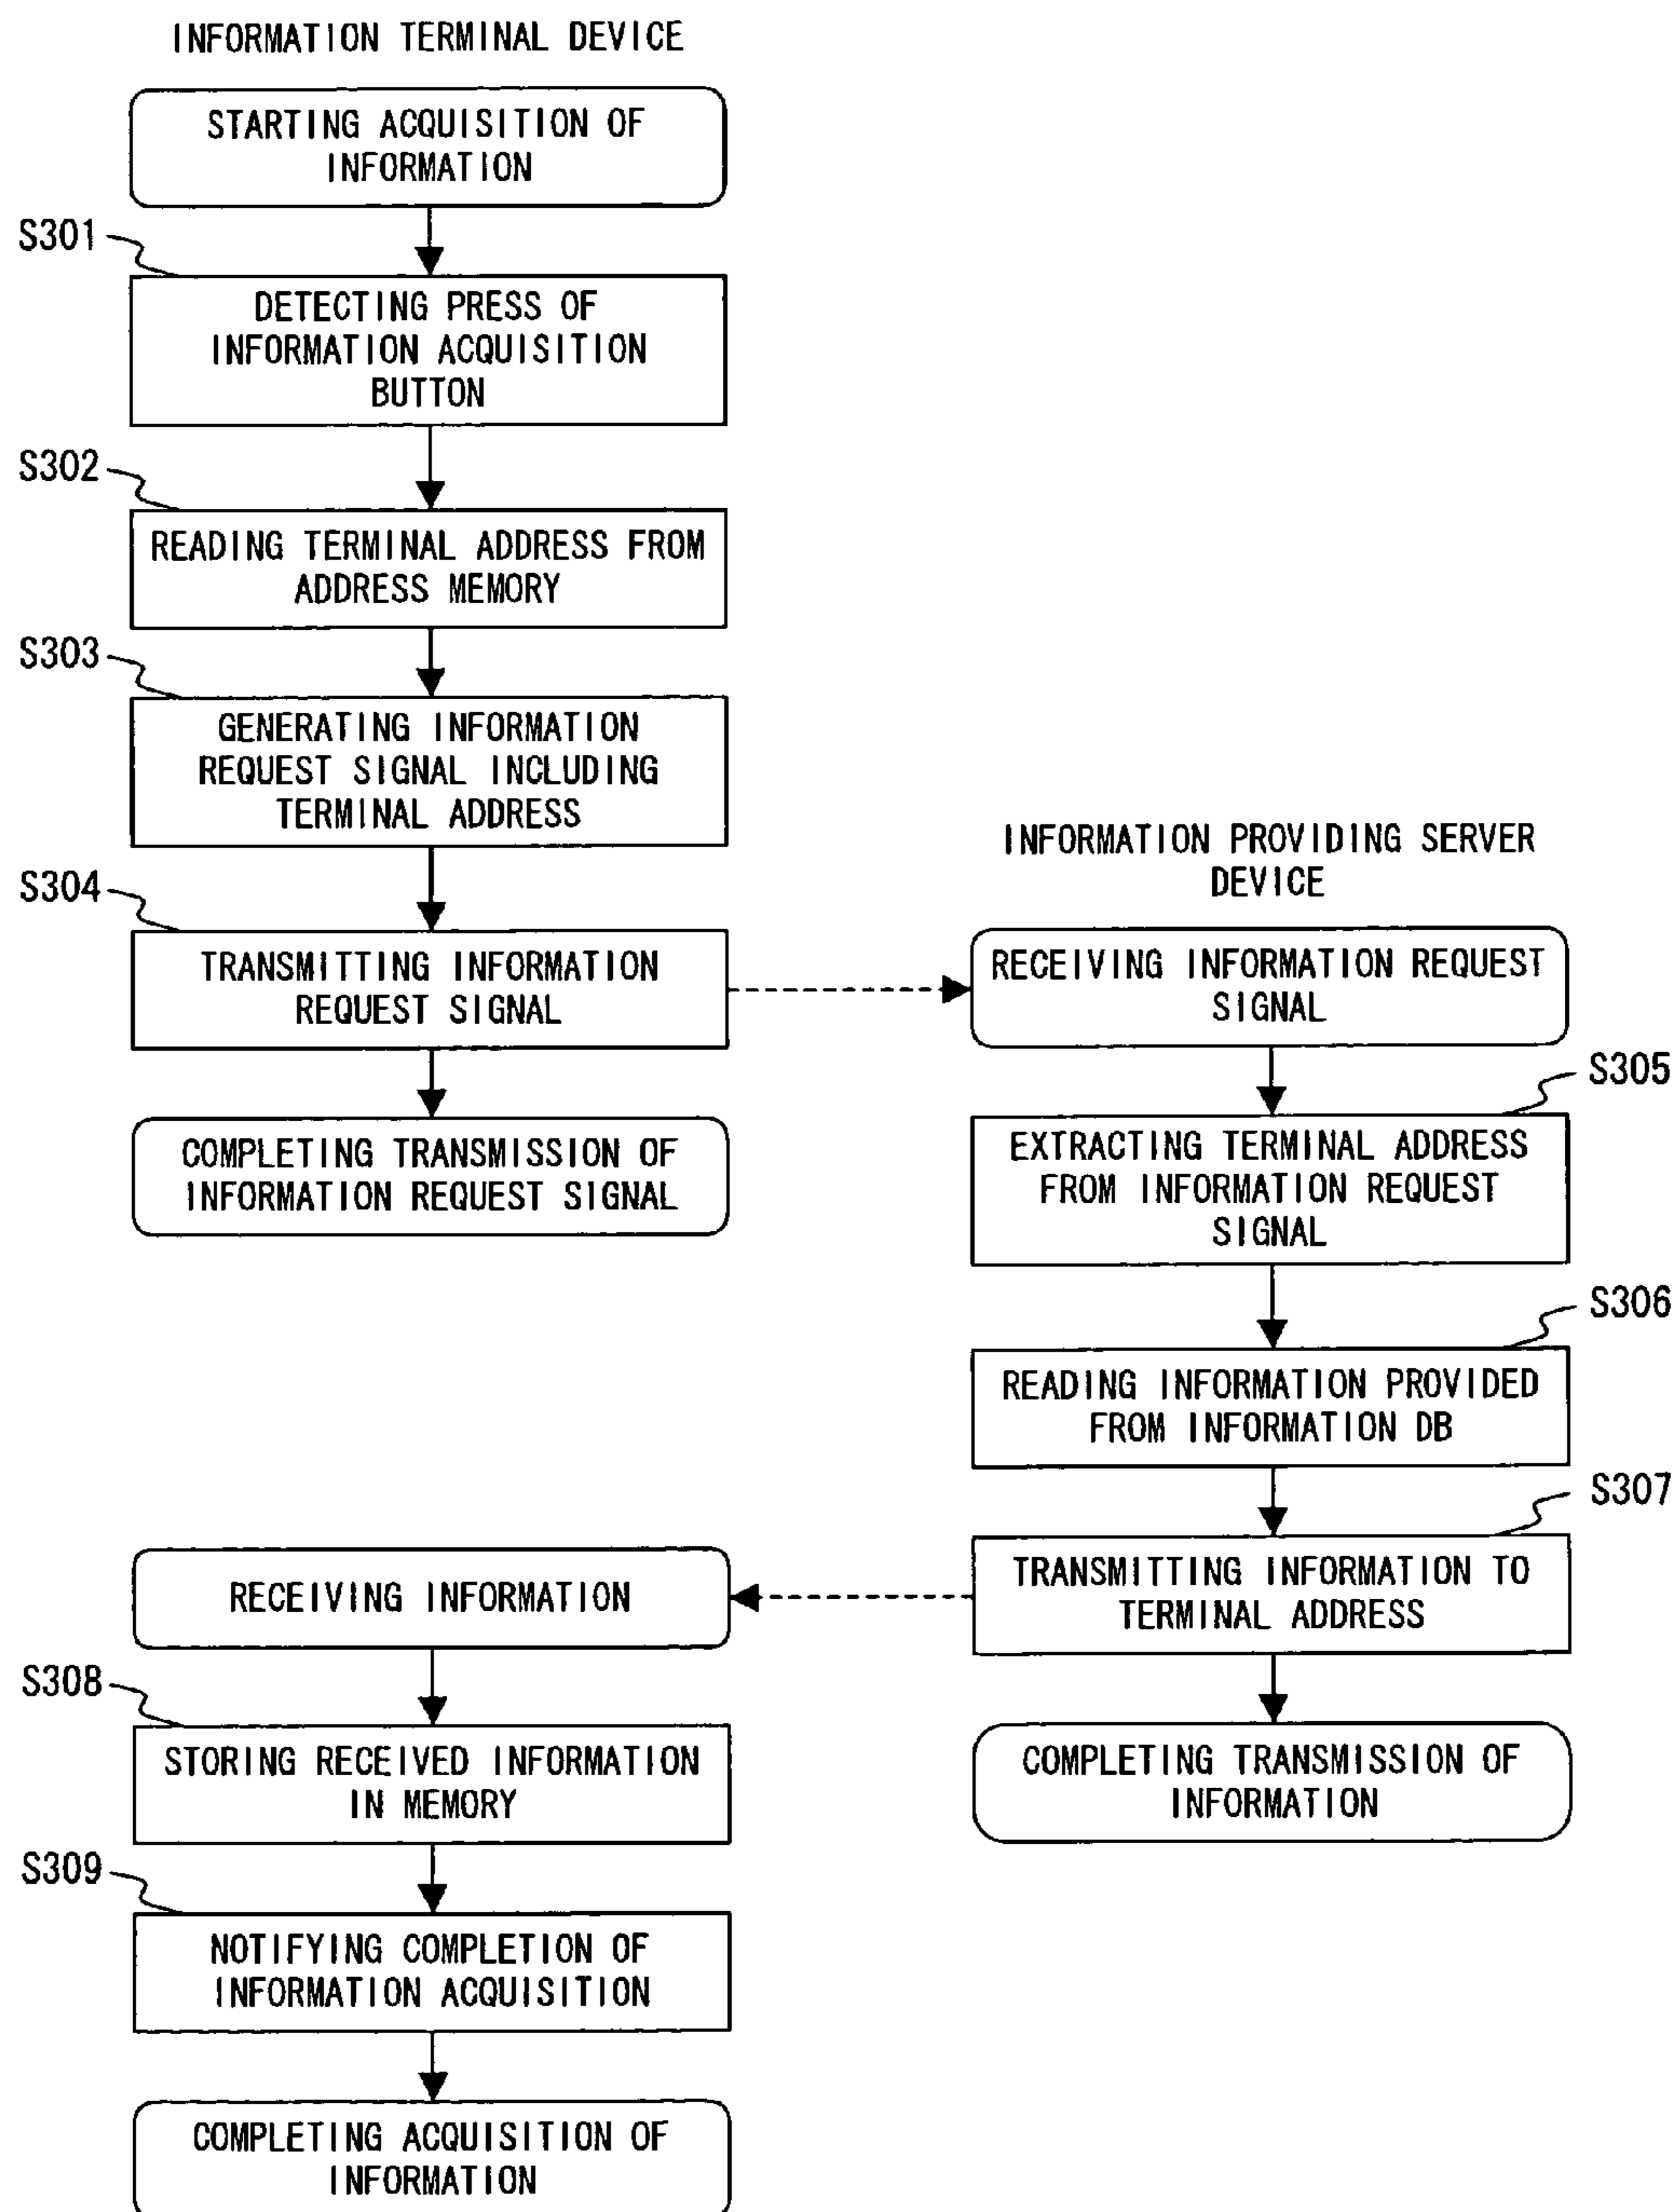 INFORMATION TERMINAL DEVICE
STARTING ACQUISITION OF
INFORMATION
S301
DETECTING PRESS OF
INFORMATION ACQUISITION
BUTTON
S302
READING TERMINAL ADDRESS FROM
ADDRESS MEMORY
S303
GENERATING INFORMATION
REQUEST SIGNAL INCLUDING
TERMINAL ADDRESS
S304
TRANSMITTING INFORMATION
REQUEST SIGNAL
COMPLETING TRANSMISSION OF
INFORMATION REQUEST SIGNAL
INFORMATION PROVIDING SERVER
DEVICE
RECEIVING INFORMATION REQUEST
SIGNAL
S305
EXTRACTING TERMINAL ADDRESS
FROM INFORMATION REQUEST
SIGNAL
S306
READING INFORMATION PROVIDED
FROM INFORMATION DB
S307
TRANSMITTING INFORMATION TO
TERMINAL ADDRESS
COMPLETING TRANSMISSION OF
INFORMATION
RECEIVING INFORMATION
S308
STORING RECEIVED INFORMATION
IN MEMORY
S309
NOTIFYING COMPLETION OF
INFORMATION ACQUISITION
COMPLETING ACQUISITION OF
INFORMATION